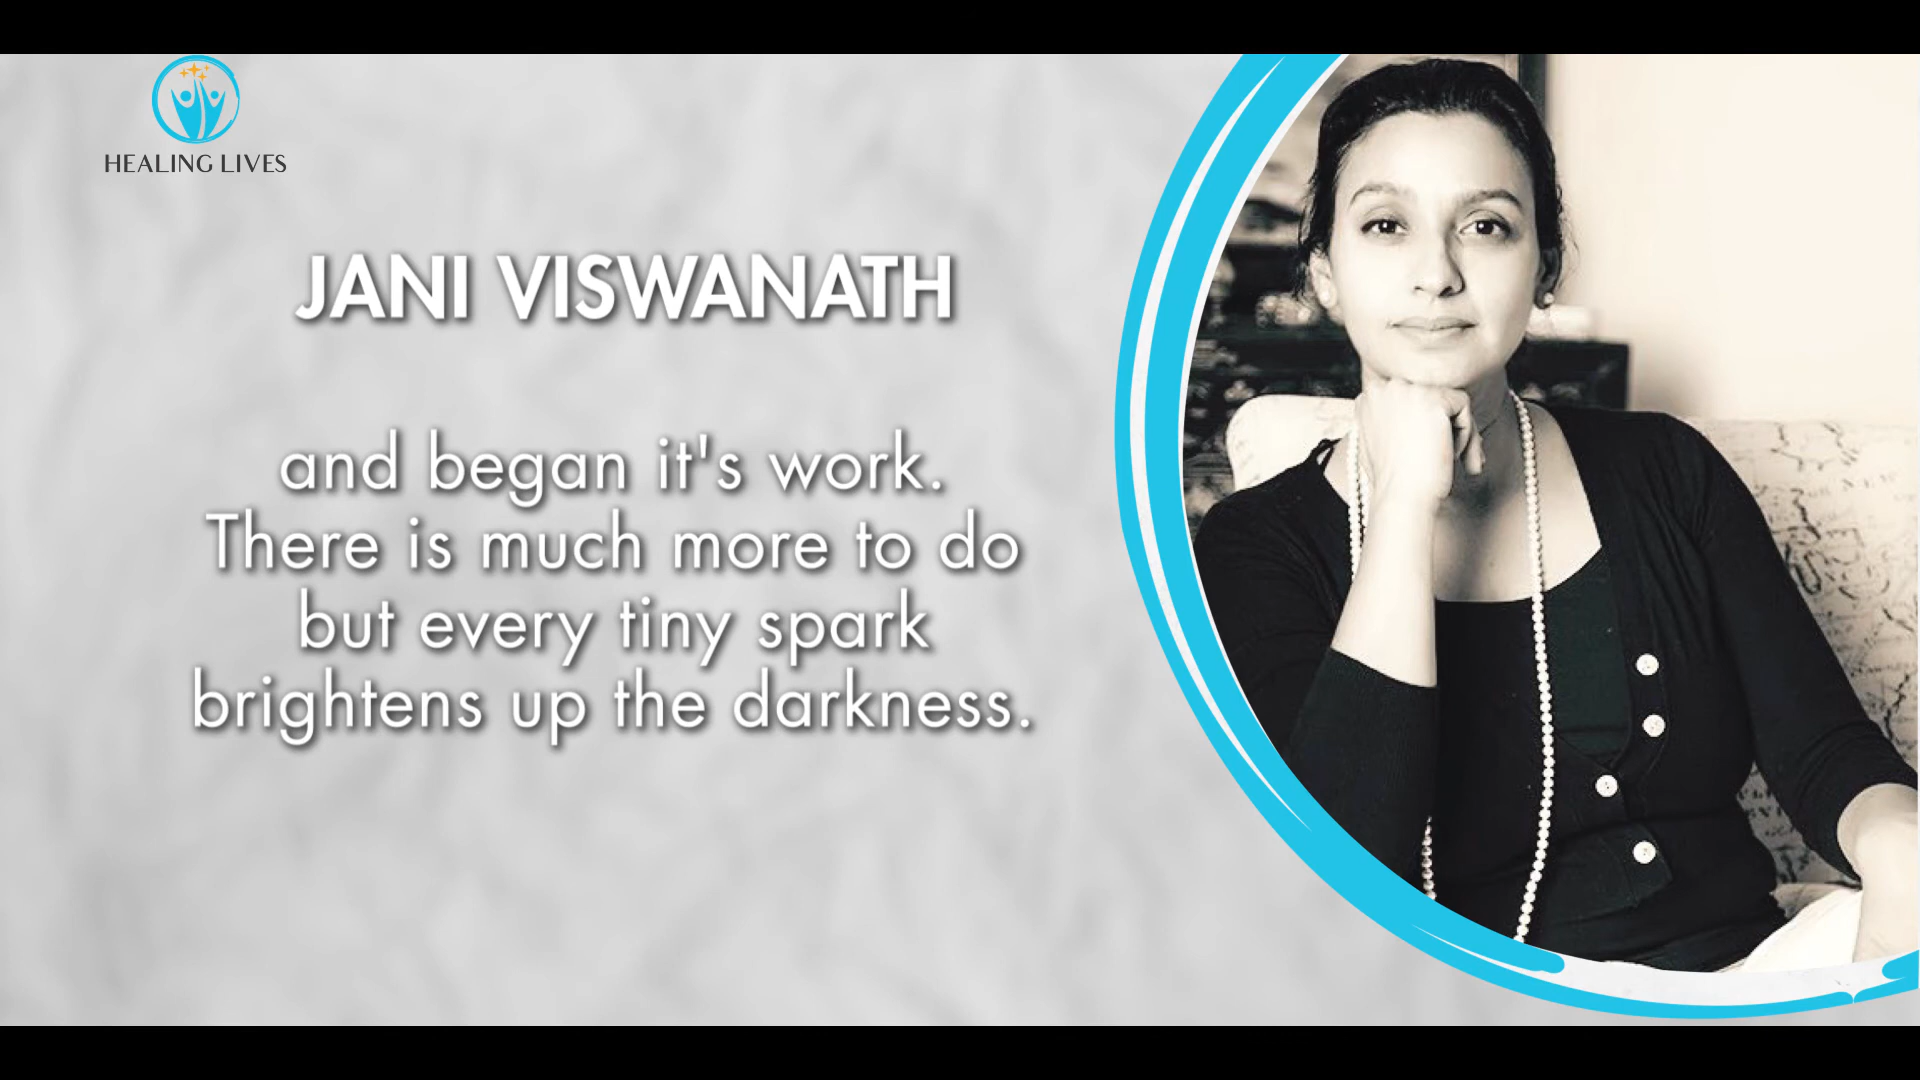 HEALING LIVES
JANI VISWANATH
and began it's work.
There is much more to do
but every tiny spark
brightens up the darkness.